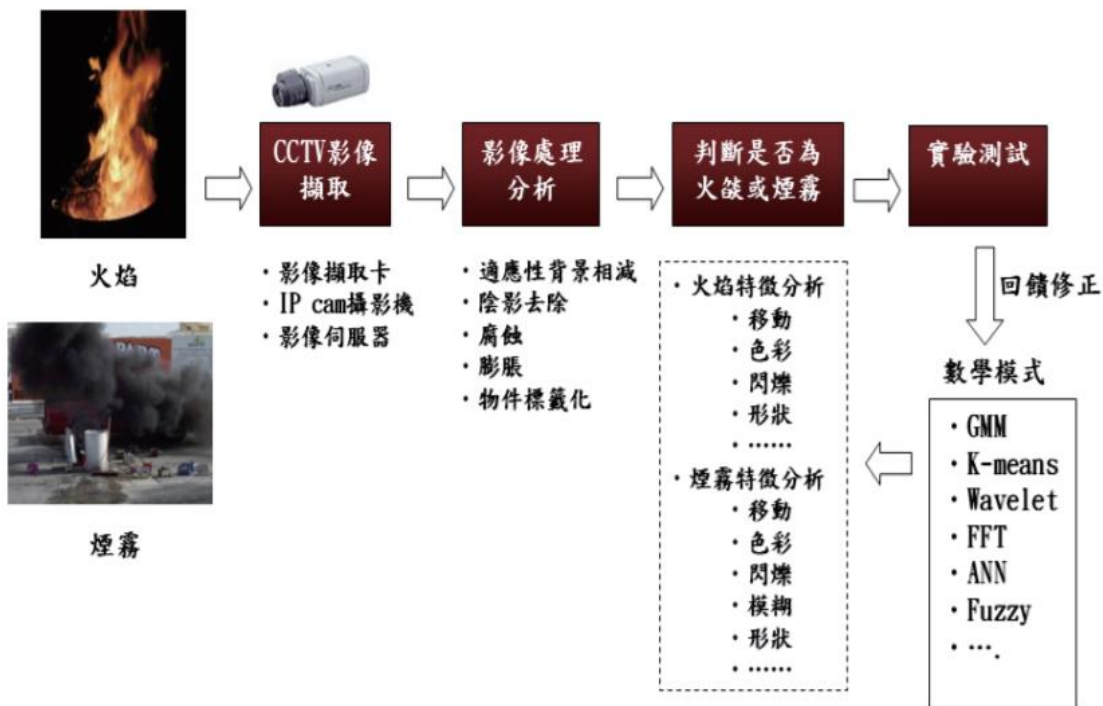 火焰
煙霧
CCTV影像
擷取
・影像擷取卡
・IP cam攝影機
・影像伺服器
影像處理
分析
・適應性背景相減
・陰影去除
・腐蝕
・膨脹
・物件標籤化
判斷是否為
火燄或煙霧
・火焰特徵分析
・移動
・色彩
・閃爍
・形狀
・……
・煙霧特徵分析
・移動
・色彩
・閃爍
・模糊
・形狀
・……
實驗測試
回饋修正
數學模式
・GMM
・K-means
・Wavelet
・FFT
・ANN
・Fuzzy
・….